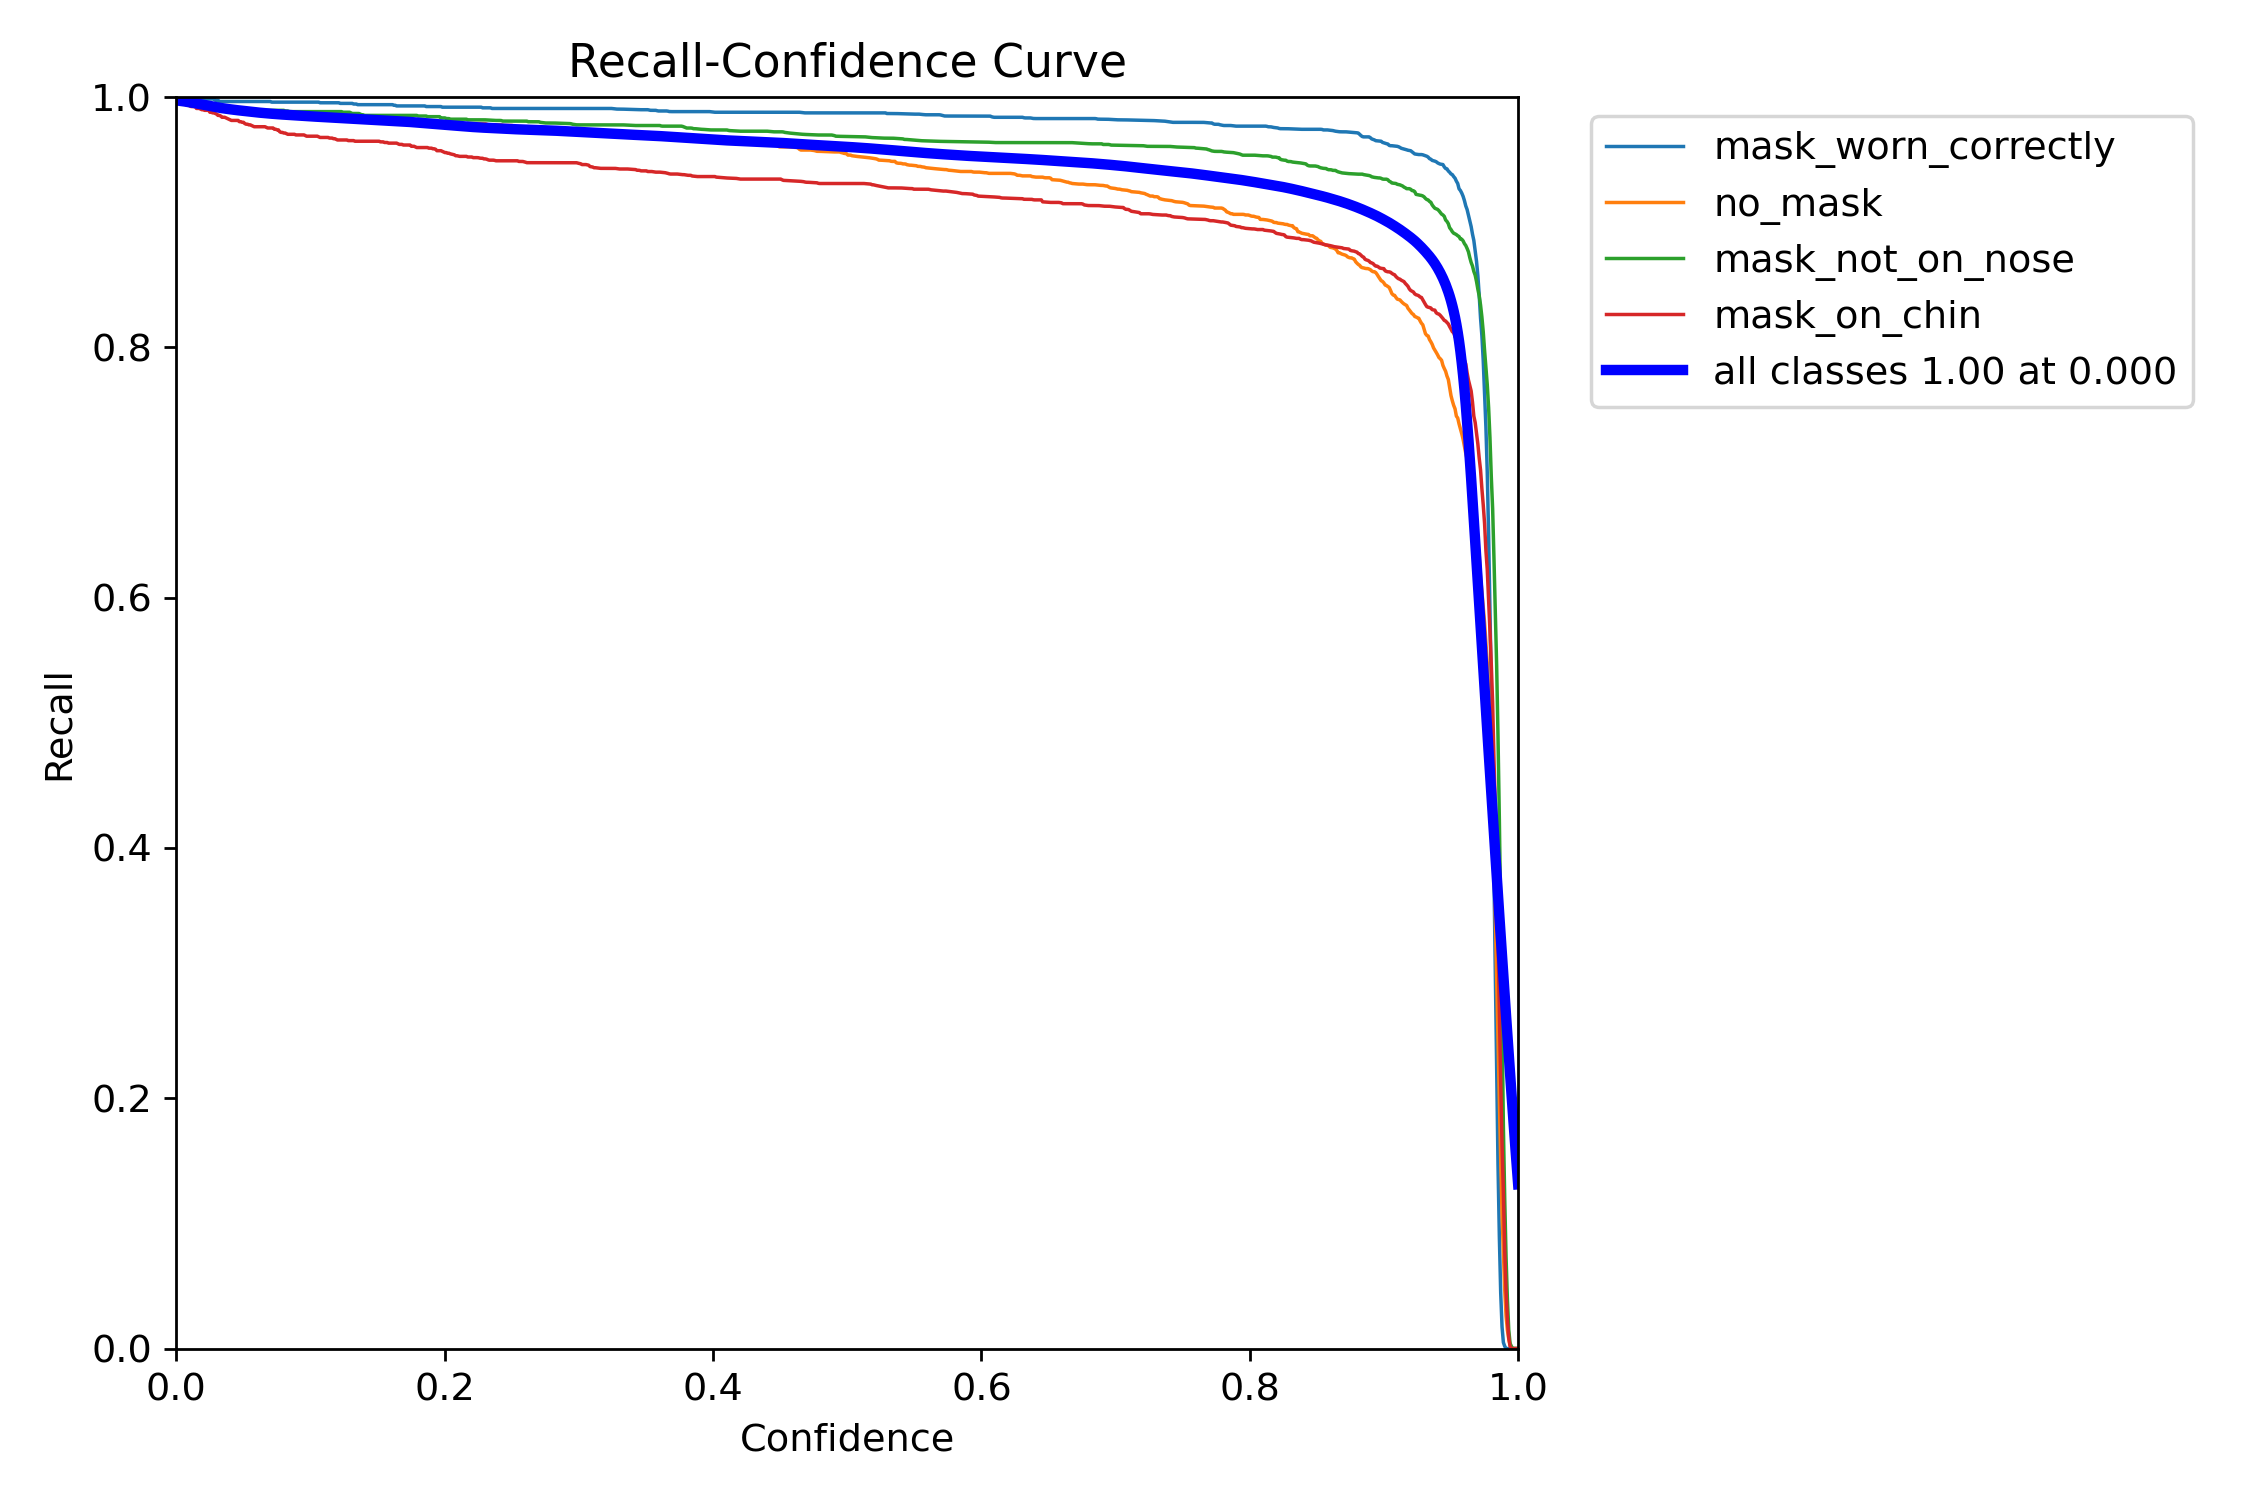 Recall-Confidence Curve
1.0
0.8
0.6
0.4
0.2
0.0
Recall
0.0 0.2 0.4 0.6 0.8 1.0
Confidence
mask_worn_correctly
no_mask
mask_not_on_nose
mask_on_chin
all classes 1.00 at 0.000